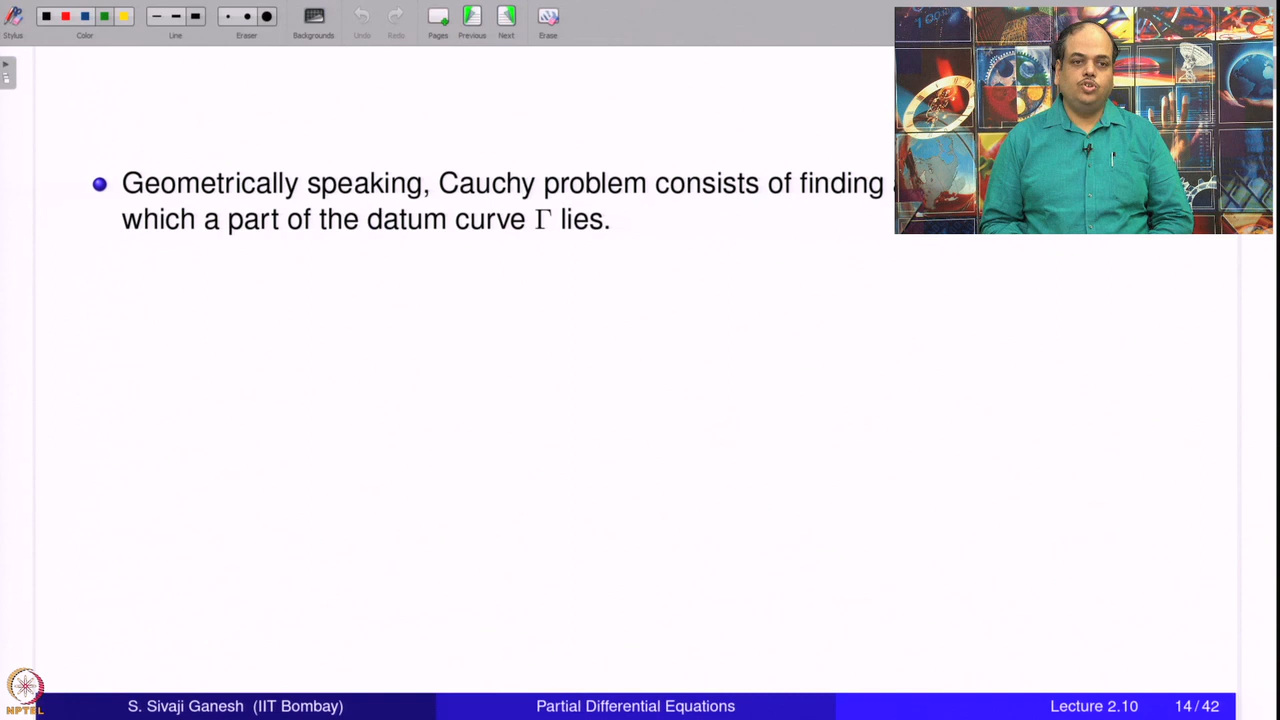 Stylus
Color
Line
Eraser
Backgrounds
Undo
Redo
Pages
Previous
Next
Erase
Geometrically speaking, Cauchy problem consists of finding
which a part of the datum curve Γ lies.
NPTEL
S. Sivaji Ganesh (IIT Bombay)
Partial Differential Equations
Lecture 2.10
14 / 42